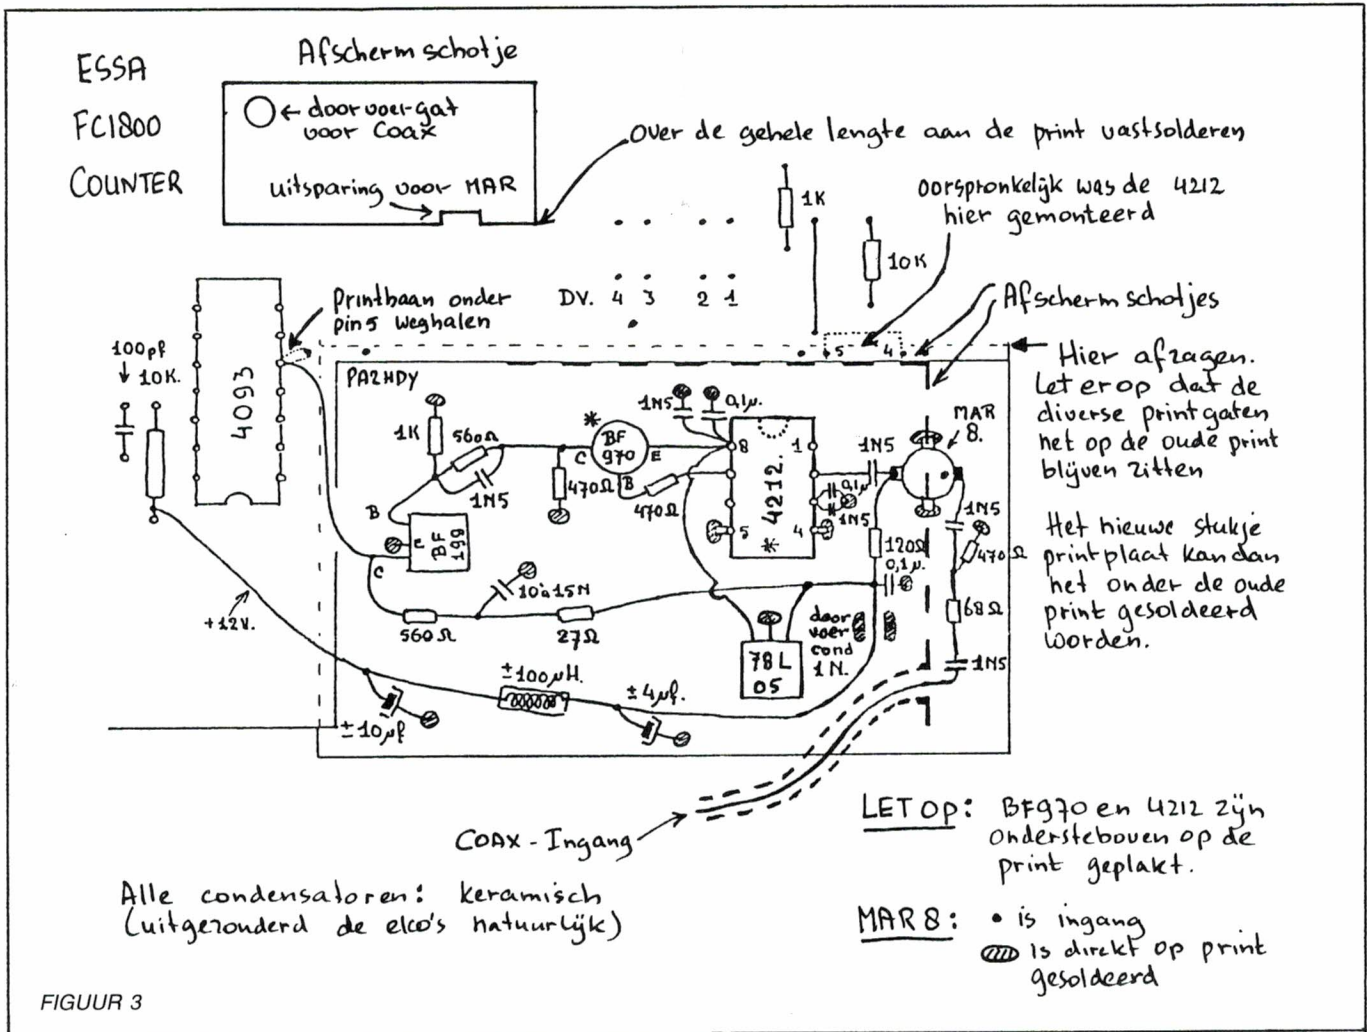 ESSA
FC1800
COUNTER
Afscherm schotje
← doorvoergat
voor Coax
uitsparing voor MAR
Over de gehele lengte aan de print vastsolderen
oorspronkelijk was de 4212
hier gemonteerd
1K
10K
Printbaan onder
pin 5 weghalen
DV. 4 3 2 1
Afscherm schotjes
5 4
100pf
10K.
4093
PA2HDY
Hier afzagen.
Let erop dat de
diverse printgaten
net op de oude print
blijven zitten
Het nieuwe stukje
printplaat kan dan
net onder de oude
print gesoldeerd
worden.
1K
560Ω
1N5
*
BF
970
C
E
B
470Ω
470Ω
1N5
0,1µ.
8
1
4212.
*
5
4
1N5
0,1µ
1N5
MAR
8.
1N5
470Ω
120Ω
0,1µ.
68Ω
1N5
B
E
C
BF
199
10 à 15N
560Ω
27Ω
78L
05
door
voer
cond
1N.
+12V.
±100µH.
±4µf.
±10µf
COAX - Ingang
LET OP: BF970 en 4212 zijn
ondersteboven op de
print geplakt.
Alle condensatoren: keramisch
(uitgezonderd de elco's natuurlijk)
MAR 8: • is ingang
is direkt op print
gesoldeerd
FIGUUR 3